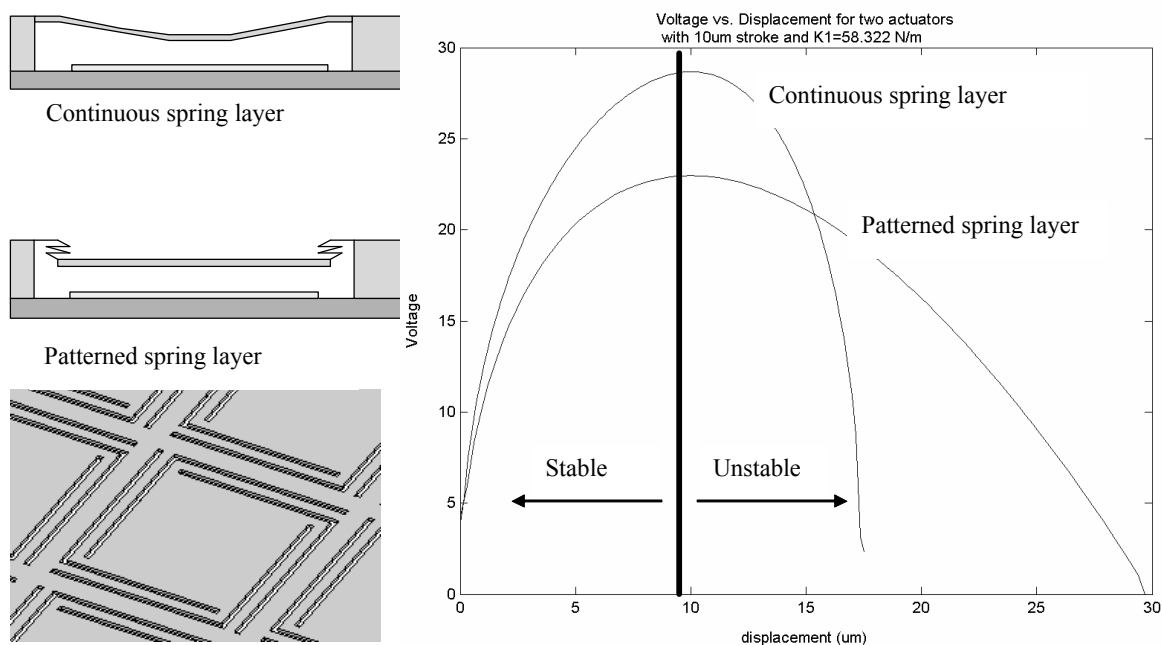 Continuous spring layer
Patterned spring layer
Voltage vs. Displacement for two actuators
with 10um stroke and K1=58.322 N/m
30
25
20
15
10
5
0
Voltage
Continuous spring layer
Patterned spring layer
Stable
Unstable
0
5
10
15
20
25
30
displacement (um)